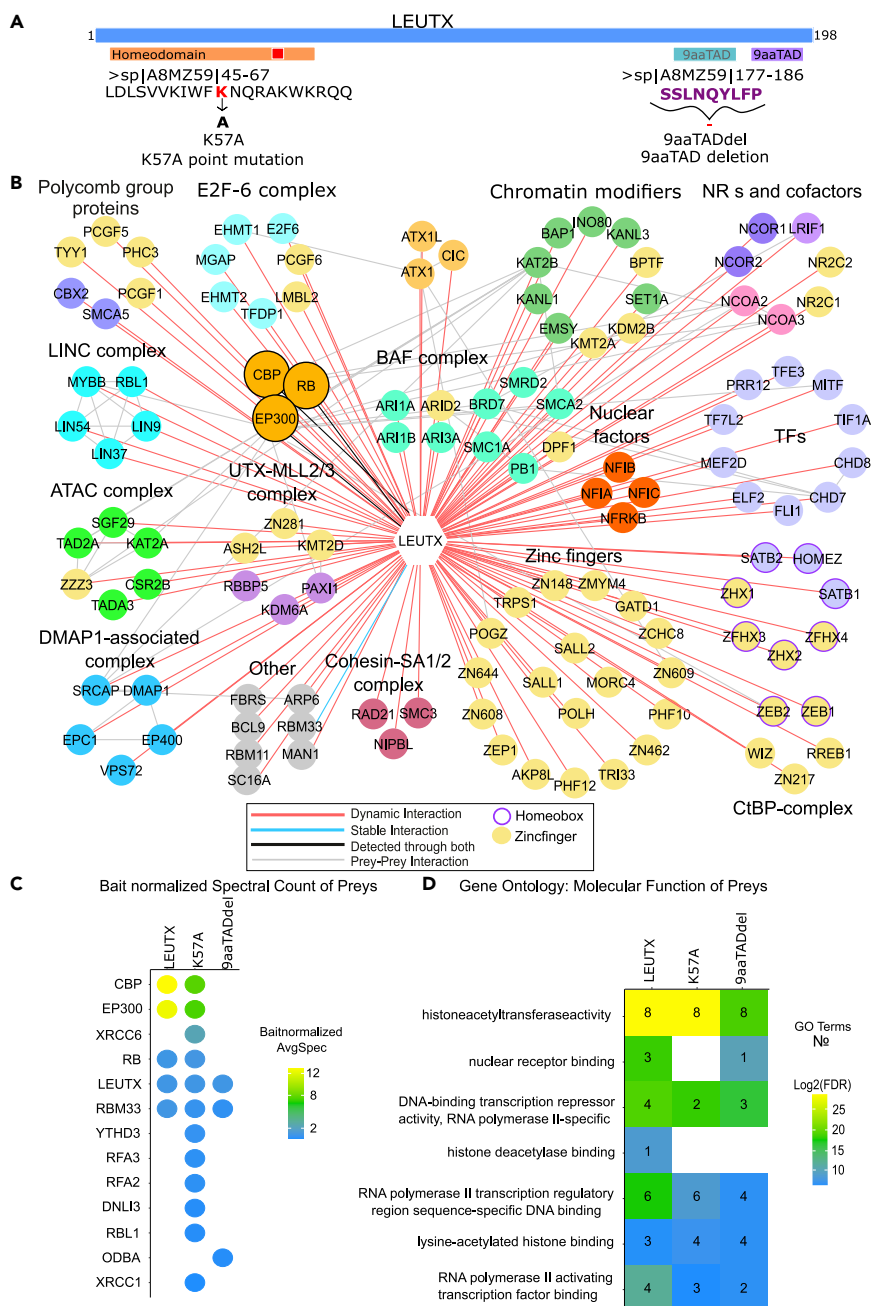 A
LEUTX
1
198
Homeodomain
9aaTAD
9aaTAD
>sp|A8MZ59|45-67
>sp|A8MZ59|177-186
LDLSVVKIWFKNQRAKWKRQQ
SSLNQYLFP
A
K57A
K57A point mutation
9aaTADdel
9aaTAD deletion
B
Polycomb group
proteins
PCGF5
TYY1
PHC3
CBX2
PCGF1
SMCA5
E2F-6 complex
EHMT1
E2F6
MGAP
PCGF6
EHMT2
LMBL2
TFDP1
ATX1L
CIC
ATX1
Chromatin modifiers
INO80
BAP1
KANL3
KAT2B
BPTF
KANL1
SET1A
EMSY
KDM2B
KMT2A
NR s and cofactors
NCOR1
LRIF1
NCOR2
NR2C2
NCOA2
NR2C1
NCOA3
LINC complex
MYBB
RBL1
LIN54
LIN9
LIN37
CBP
RB
EP300
BAF complex
SMRD2
ARI1A
ARID2
BRD7
SMCA2
ARI1B
ARI3A
SMC1A
DPF1
PB1
Nuclear
factors
NFIB
NFIA
NFIC
NFRKB
TFE3
PRR12
MITF
TF7L2
TIF1A
TFs
MEF2D
CHD8
ELF2
CHD7
FLI1
ATAC complex
SGF29
TAD2A
KAT2A
ZZZ3
CSR2B
TADA3
UTX-MLL2/3
complex
ZN281
ASH2L
KMT2D
RBBP5
PAXI1
KDM6A
LEUTX
Zinc fingers
ZN148
ZMYM4
TRPS1
GATD1
POGZ
ZCHC8
SALL2
ZN644
SALL1
MORC4
ZN609
ZN608
POLH
PHF10
ZEP1
ZN462
AKP8L
TRI33
PHF12
SATB2
HOMEZ
ZHX1
SATB1
ZFHX3
ZFHX4
ZHX2
ZEB2
ZEB1
WIZ
RREB1
ZN217
CtBP-complex
DMAP1-associated
complex
SRCAP
DMAP1
EPC1
EP400
VPS72
Other
FBRS
ARP6
BCL9
RBM33
RBM11
MAN1
SC16A
Cohesin-SA1/2
complex
RAD21
SMC3
NIPBL
Dynamic Interaction
Stable Interaction
Detected through both
Prey-Prey Interaction
Homeobox
Zincfinger
C
Bait normalized Spectral Count of Preys
LEUTX
K57A
9aaTADdel
CBP
EP300
XRCC6
RB
LEUTX
RBM33
YTHD3
RFA3
RFA2
DNLI3
RBL1
ODBA
XRCC1
Baitnormalized
AvgSpec
12
8
6
2
D
Gene Ontology: Molecular Function of Preys
LEUTX
K57A
9aaTADdel
histoneacetyltransferaseactivity
8 8 8
nuclear receptor binding
3 1
DNA-binding transcription repressor
activity, RNA polymerase II-specific
4 2 3
histone deacetylase binding
1
RNA polymerase II transcription regulatory
region sequence-specific DNA binding
6 6 4
lysine-acetylated histone binding
3 4 4
RNA polymerase II activating
transcription factor binding
4 3 2
GO Terms
№
Log2(FDR)
25
20
15
10